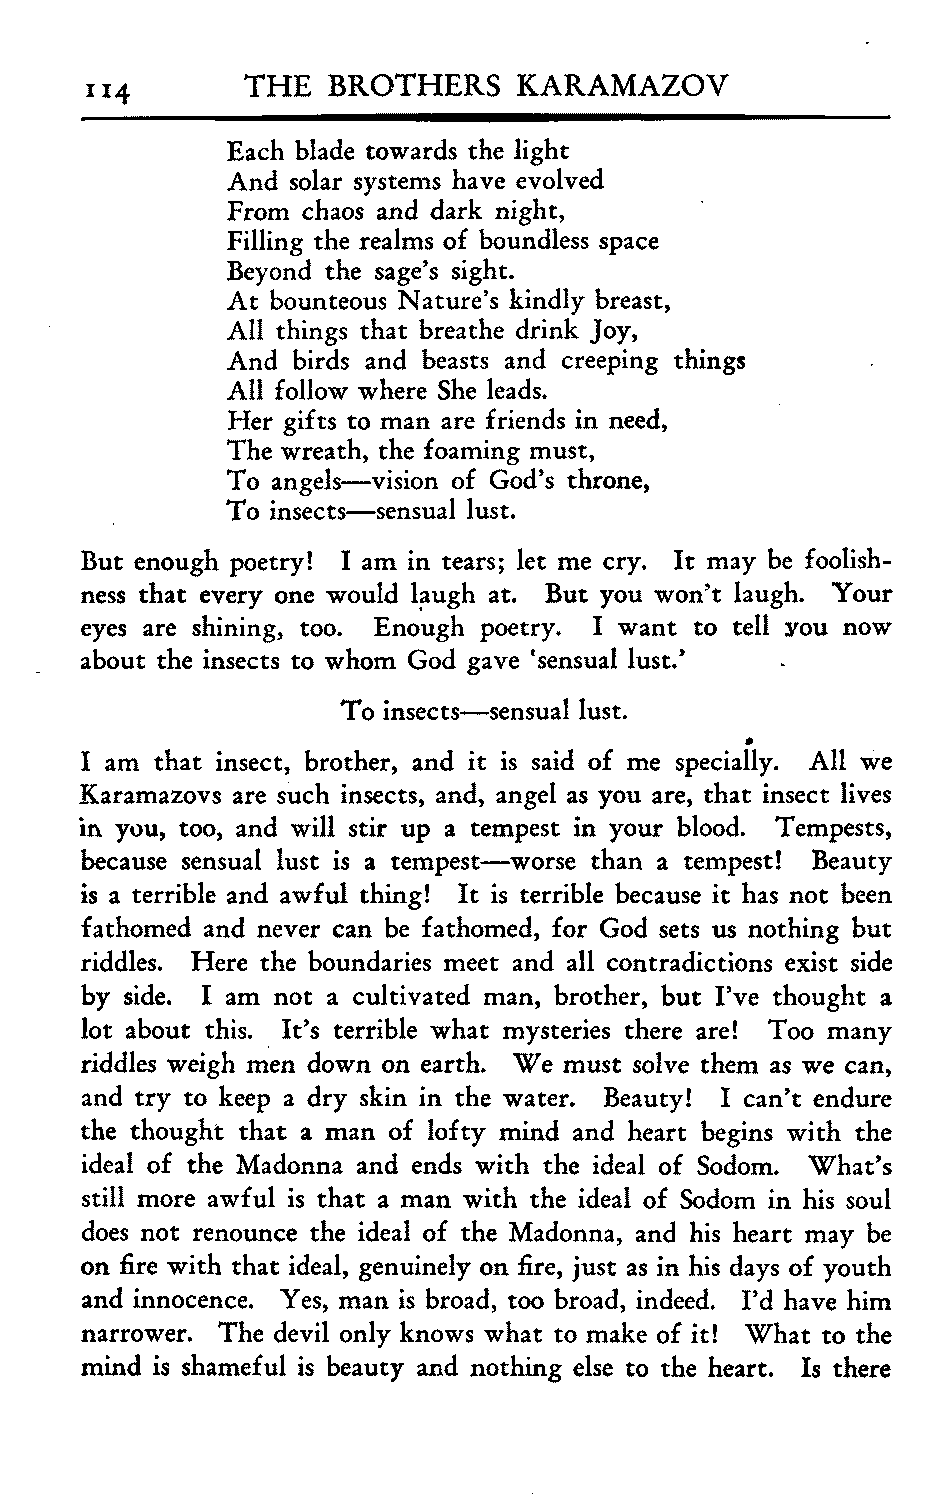 114 THE BROTHERS KARAMAZOV
Each blade towards the light
And solar systems have evolved
From chaos and dark night,
Filling the realms of boundless space
Beyond the sage's sight.
At bounteous Nature's kindly breast,
All things that breathe drink Joy,
And birds and beasts and creeping things
All follow where She leads.
Her gifts to man are friends in need,
The wreath, the foaming must,
To angels—vision of God's throne,
To insects—sensual lust.
But enough poetry! I am in tears; let me cry. It may be foolish-
ness that every one would laugh at. But you won't laugh. Your
eyes are shining, too. Enough poetry. I want to tell you now
about the insects to whom God gave 'sensual lust.'
To insects—sensual lust.
I am that insect, brother, and it is said of me specially. All we
Karamazovs are such insects, and, angel as you are, that insect lives
in you, too, and will stir up a tempest in your blood. Tempests,
because sensual lust is a tempest—worse than a tempest! Beauty
is a terrible and awful thing! It is terrible because it has not been
fathomed and never can be fathomed, for God sets us nothing but
riddles. Here the boundaries meet and all contradictions exist side
by side. I am not a cultivated man, brother, but I've thought a
lot about this. It's terrible what mysteries there are! Too many
riddles weigh men down on earth. We must solve them as we can,
and try to keep a dry skin in the water. Beauty! I can't endure
the thought that a man of lofty mind and heart begins with the
ideal of the Madonna and ends with the ideal of Sodom. What's
still more awful is that a man with the ideal of Sodom in his soul
does not renounce the ideal of the Madonna, and his heart may be
on fire with that ideal, genuinely on fire, just as in his days of youth
and innocence. Yes, man is broad, too broad, indeed. I'd have him
narrower. The devil only knows what to make of it! What to the
mind is shameful is beauty and nothing else to the heart. Is there